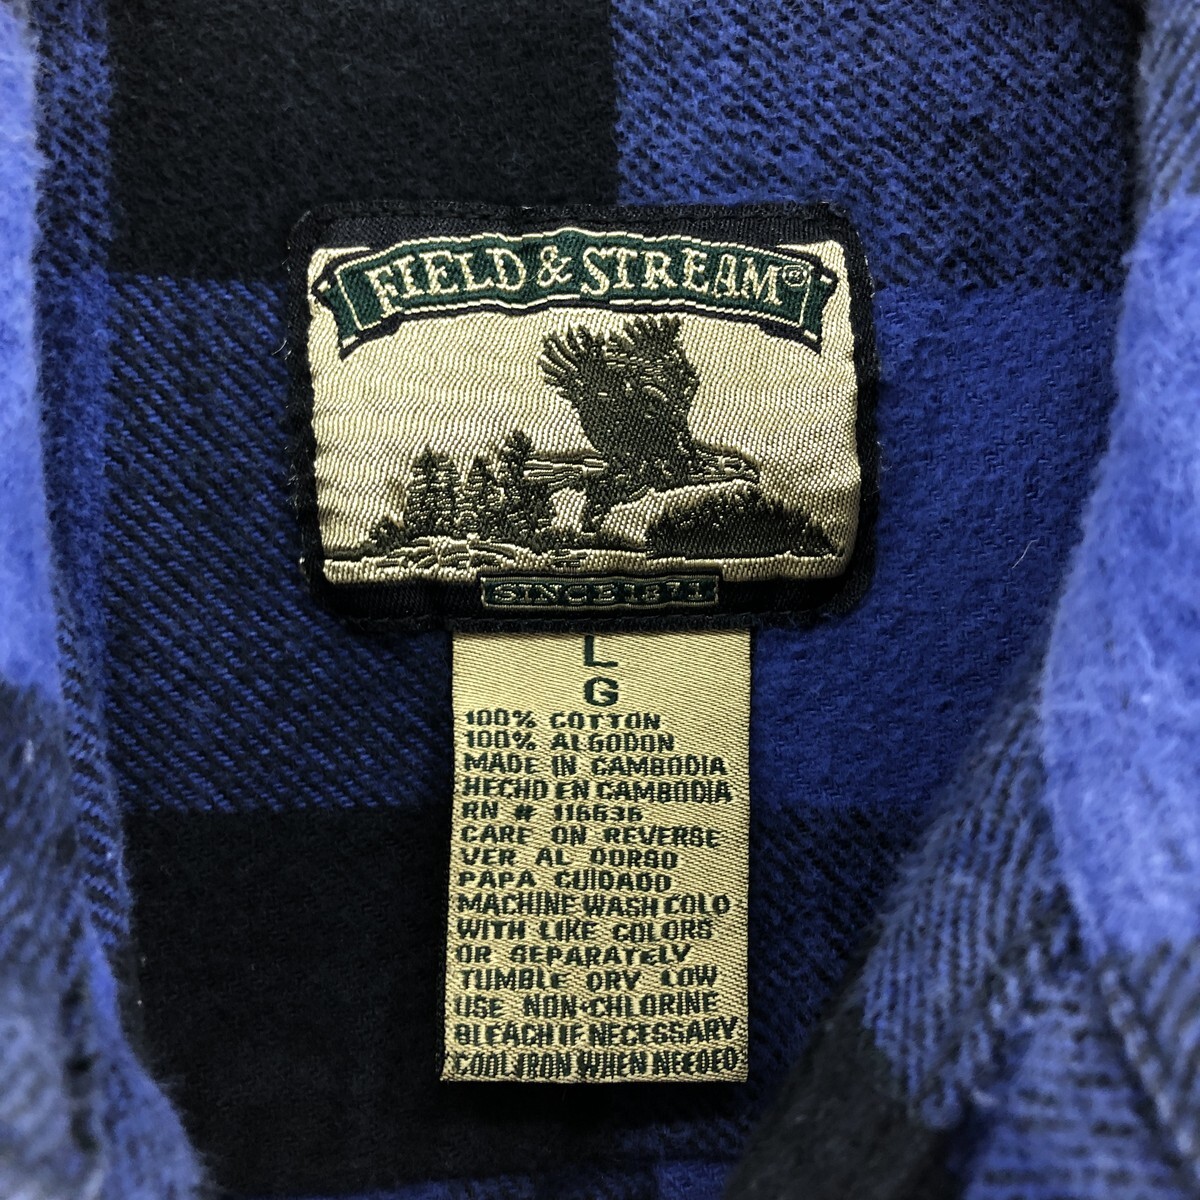 FIELD & STREAM®
SINCE 1871
L
G
100% COTTON
100% ALGODON
MADE IN CAMBODIA
HECHO EN CAMBODIA
RN # 116636
CARE ON REVERSE
VER AL DORSO
PAPA CUIDADO
MACHINE WASH COLD
WITH LIKE COLORS
OR SEPARATELY
TUMBLE DRY LOW
USE NON-CHLORINE
BLEACH IF NECESSARY
COOL IRON WHEN NEEDED